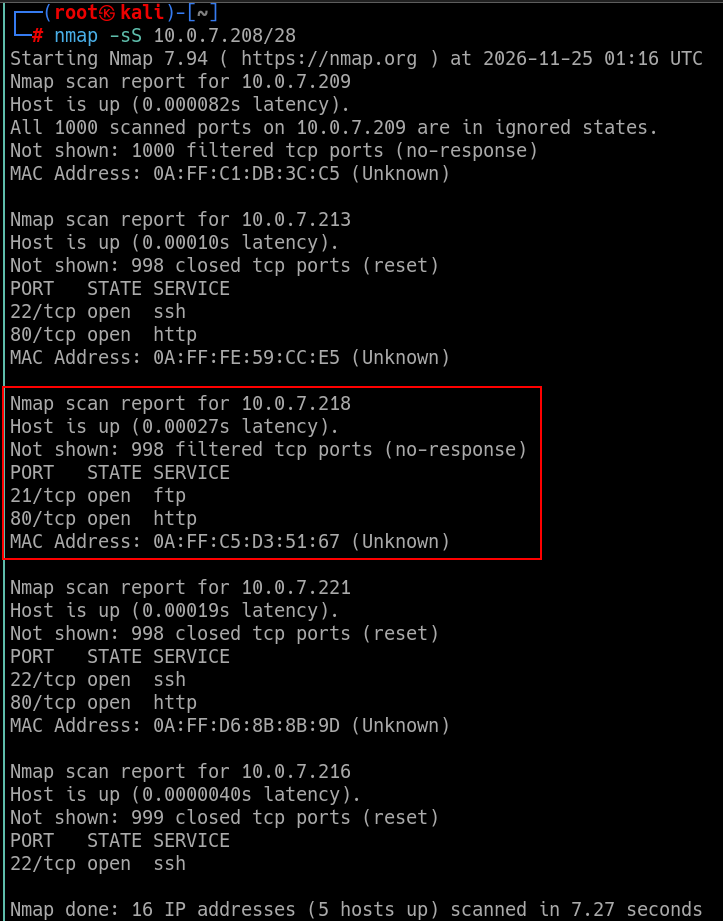 (root㉿kali)-[~]
# nmap -sS 10.0.7.208/28
Starting Nmap 7.94 ( https://nmap.org ) at 2026-11-25 01:16 UTC
Nmap scan report for 10.0.7.209
Host is up (0.000082s latency).
All 1000 scanned ports on 10.0.7.209 are in ignored states.
Not shown: 1000 filtered tcp ports (no-response)
MAC Address: 0A:FF:C1:DB:3C:C5 (Unknown)

Nmap scan report for 10.0.7.213
Host is up (0.00010s latency).
Not shown: 998 closed tcp ports (reset)
PORT   STATE SERVICE
22/tcp open  ssh
80/tcp open  http
MAC Address: 0A:FF:FE:59:CC:E5 (Unknown)

Nmap scan report for 10.0.7.218
Host is up (0.00027s latency).
Not shown: 998 filtered tcp ports (no-response)
PORT   STATE SERVICE
21/tcp open  ftp
80/tcp open  http
MAC Address: 0A:FF:C5:D3:51:67 (Unknown)

Nmap scan report for 10.0.7.221
Host is up (0.00019s latency).
Not shown: 998 closed tcp ports (reset)
PORT   STATE SERVICE
22/tcp open  ssh
80/tcp open  http
MAC Address: 0A:FF:D6:8B:8B:9D (Unknown)

Nmap scan report for 10.0.7.216
Host is up (0.0000040s latency).
Not shown: 999 closed tcp ports (reset)
PORT   STATE SERVICE
22/tcp open  ssh

Nmap done: 16 IP addresses (5 hosts up) scanned in 7.27 seconds